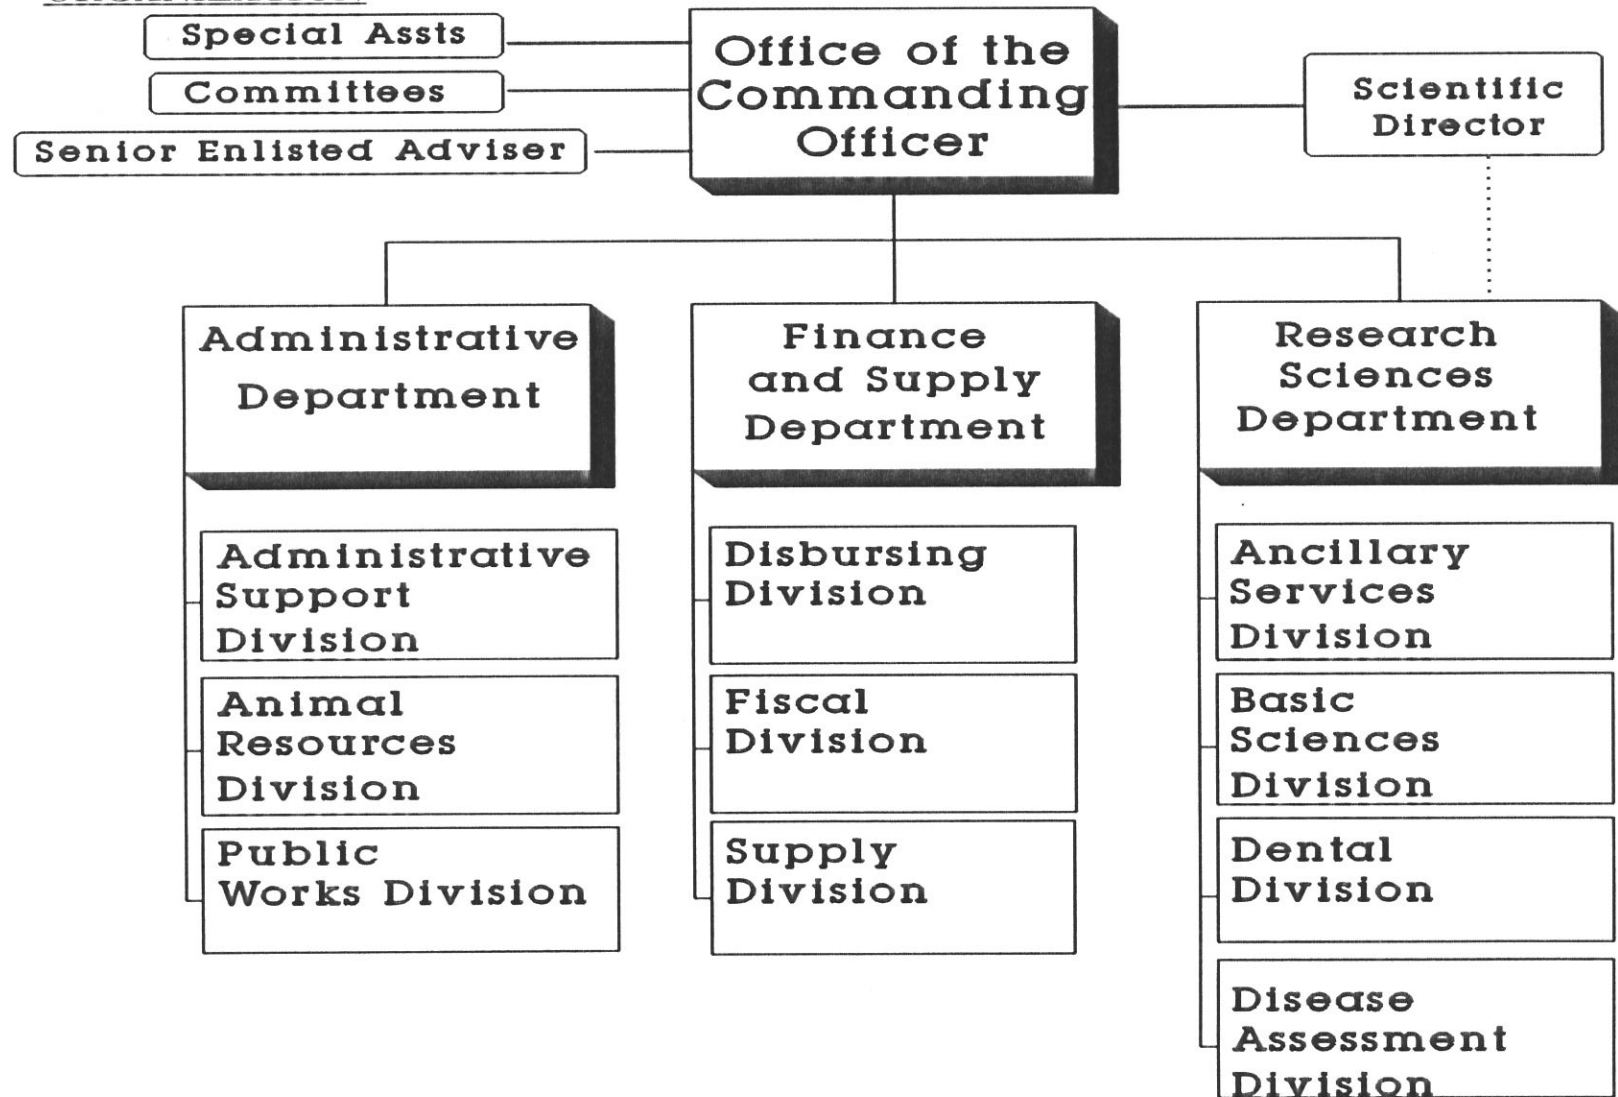 Special Assts
Committees
Senior Enlisted Adviser
Office of the
Commanding
Officer
Scientific
Director
Administrative
Department
Finance
and Supply
Department
Research
Sciences
Department
Administrative
Support
Division
Animal
Resources
Division
Public
Works Division
Disbursing
Division
Fiscal
Division
Supply
Division
Ancillary
Services
Division
Basic
Sciences
Division
Dental
Division
Disease
Assessment
Division